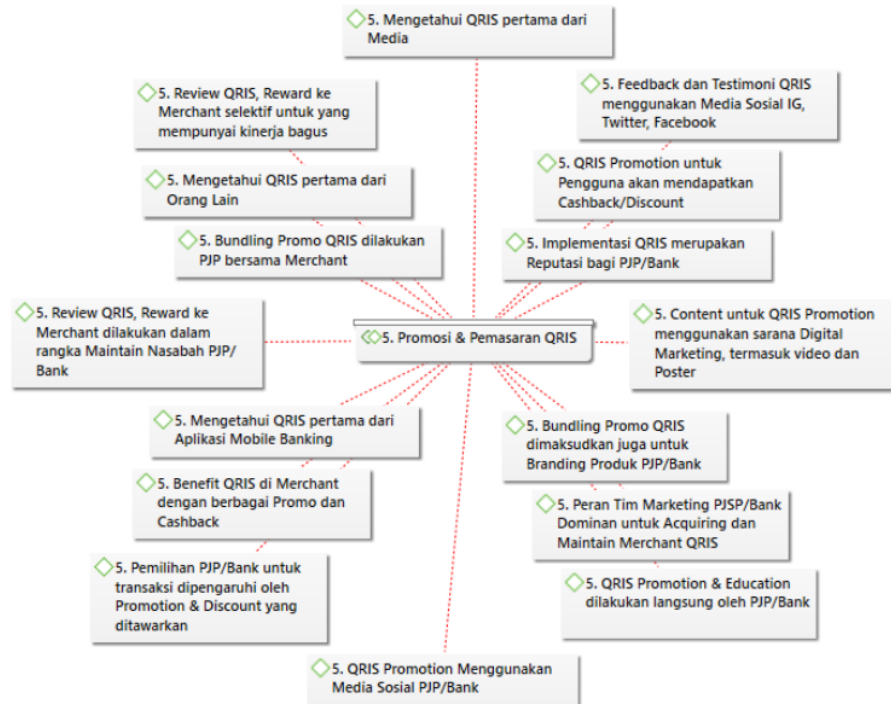 5. Mengetahui QRIS pertama dari
Media
5. Review QRIS, Reward ke
Merchant selektif untuk yang
mempunyai kinerja bagus
5. Feedback dan Testimoni QRIS
menggunakan Media Sosial IG,
Twitter, Facebook
5. Mengetahui QRIS pertama dari
Orang Lain
5. QRIS Promotion untuk
Pengguna akan mendapatkan
Cashback/Discount
5. Bundling Promo QRIS dilakukan
PJP bersama Merchant
5. Implementasi QRIS merupakan
Reputasi bagi PJP/Bank
5. Review QRIS, Reward ke
Merchant dilakukan dalam
rangka Maintain Nasabah PJP/
Bank
5. Promosi & Pemasaran QRIS
5. Content untuk QRIS Promotion
menggunakan sarana Digital
Marketing, termasuk video dan
Poster
5. Mengetahui QRIS pertama dari
Aplikasi Mobile Banking
5. Bundling Promo QRIS
dimaksudkan juga untuk
Branding Produk PJP/Bank
5. Benefit QRIS di Merchant
dengan berbagai Promo dan
Cashback
5. Peran Tim Marketing PJSP/Bank
Dominan untuk Acquiring dan
Maintain Merchant QRIS
5. Pemilihan PJP/Bank untuk
transaksi dipengaruhi oleh
Promotion & Discount yang
ditawarkan
5. QRIS Promotion & Education
dilakukan langsung oleh PJP/Bank
5. QRIS Promotion Menggunakan
Media Sosial PJP/Bank